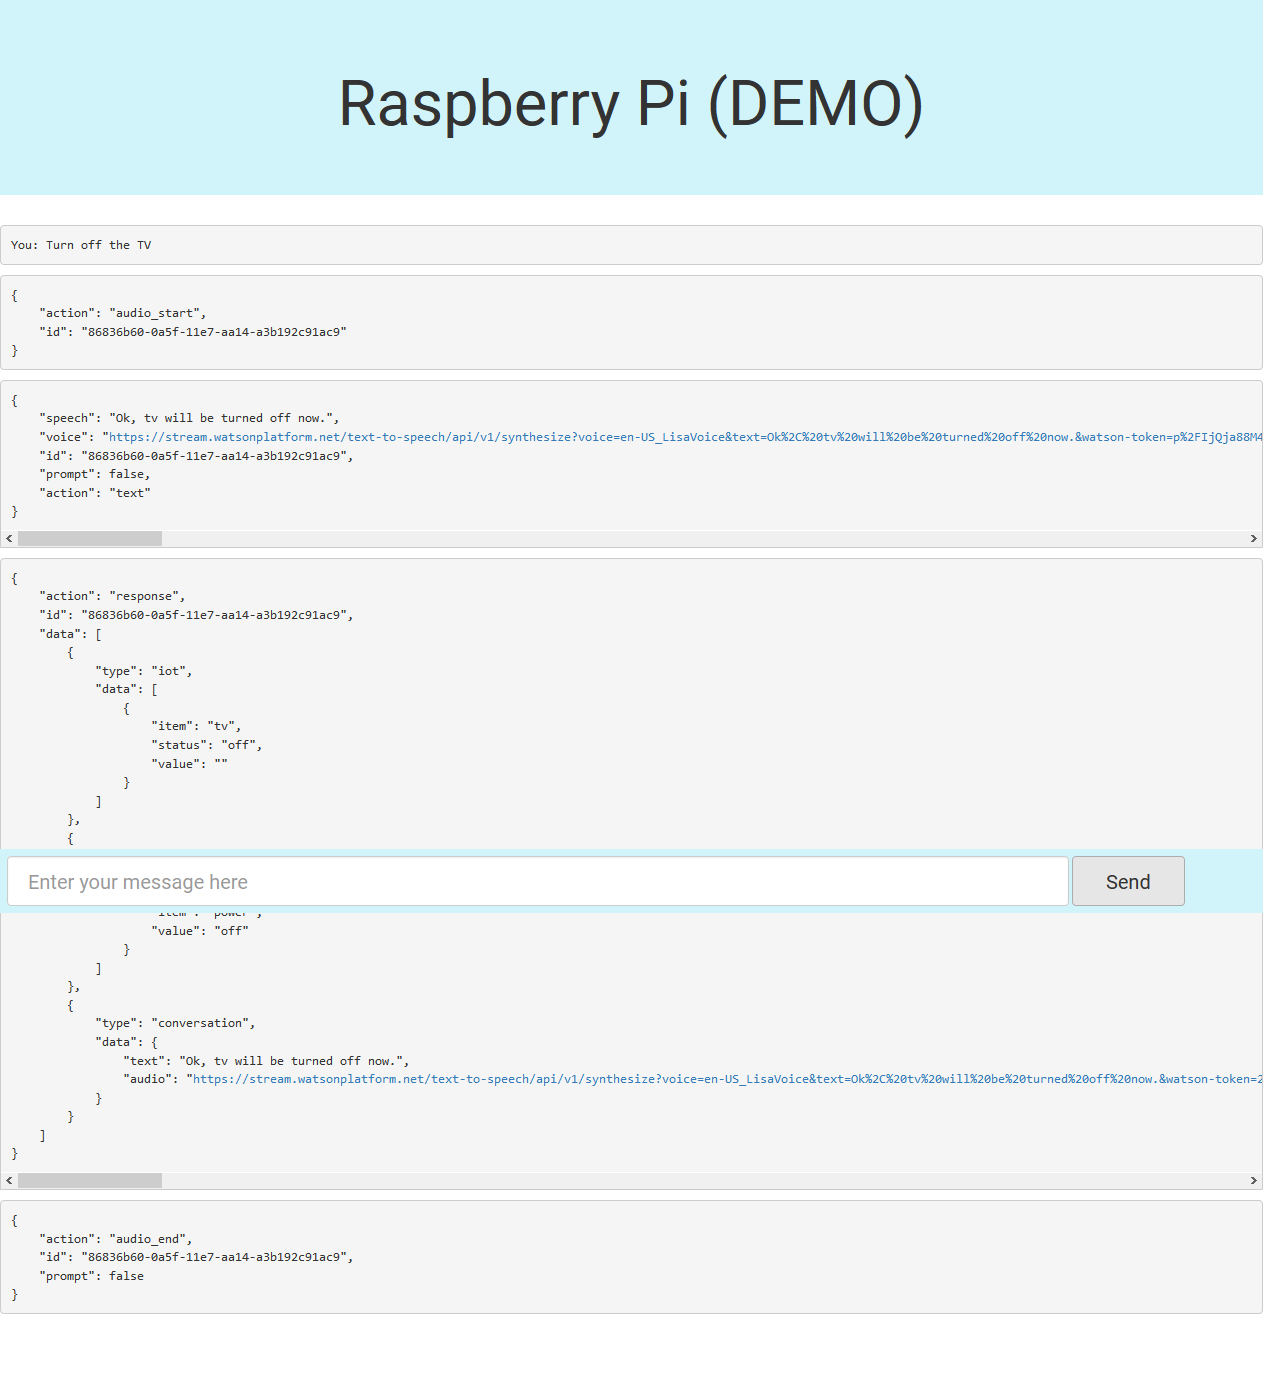 Raspberry Pi (DEMO)
You: Turn off the TV
{
    "action": "audio_start",
    "id": "86836b60-0a5f-11e7-aa14-a3b192c91ac9"
}
{
    "speech": "Ok, tv will be turned off now.",
    "voice": "https://stream.watsonplatform.net/text-to-speech/api/v1/synthesize?voice=en-US_LisaVoice&text=Ok%2C%20tv%20will%20be%20turned%20off%20now.&watson-token=p%2FIjQja88M4
    "id": "86836b60-0a5f-11e7-aa14-a3b192c91ac9",
    "prompt": false,
    "action": "text"
}
{
    "action": "response",
    "id": "86836b60-0a5f-11e7-aa14-a3b192c91ac9",
    "data": [
        {
            "type": "iot",
            "data": [
                {
                    "item": "tv",
                    "status": "off",
                    "value": ""
                }
            ]
        },
        {
Enter your message here Send
                    "item": "power",
                    "value": "off"
                }
            ]
        },
        {
            "type": "conversation",
            "data": {
                "text": "Ok, tv will be turned off now.",
                "audio": "https://stream.watsonplatform.net/text-to-speech/api/v1/synthesize?voice=en-US_LisaVoice&text=Ok%2C%20tv%20will%20be%20turned%20off%20now.&watson-token=2
            }
        }
    ]
}
{
    "action": "audio_end",
    "id": "86836b60-0a5f-11e7-aa14-a3b192c91ac9",
    "prompt": false
}